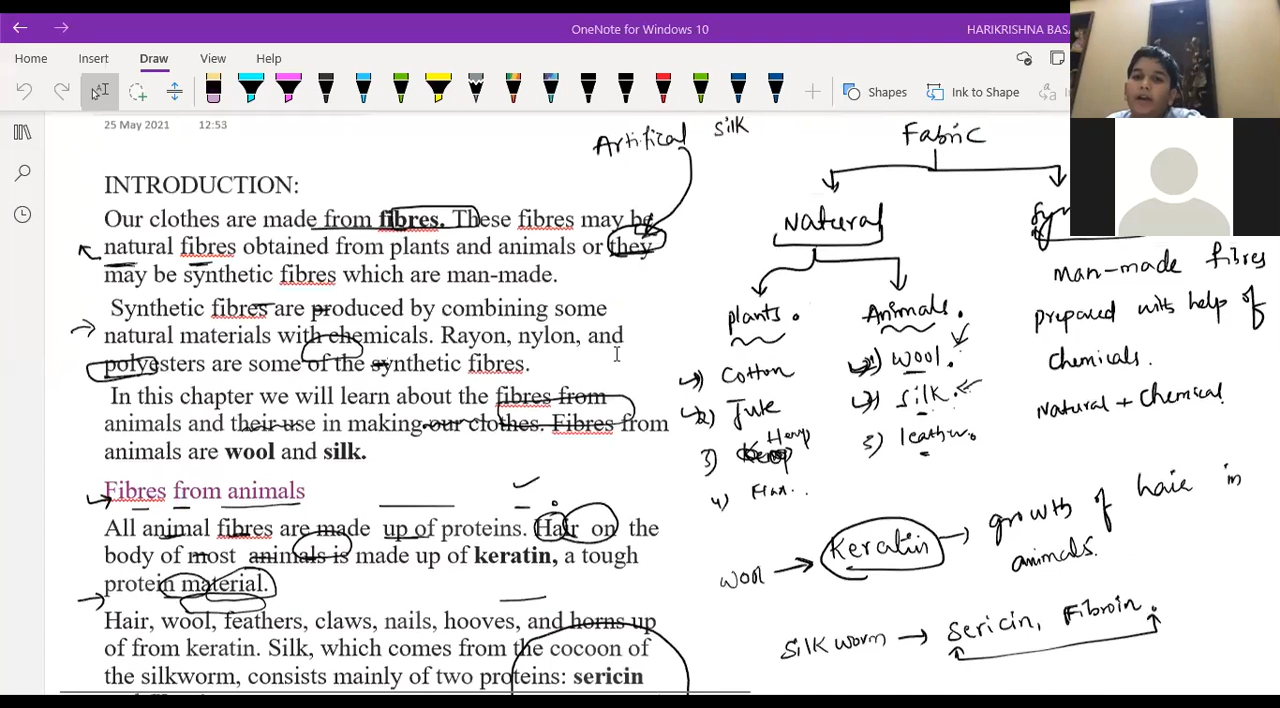 OneNote for Windows 10
HARIKRISHNA BASA
Home Insert Draw View Help
Shapes Ink to Shape
25 May 2021 12:53
INTRODUCTION:
Our clothes are made from fibres. These fibres may be
natural fibres obtained from plants and animals or they
may be synthetic fibres which are man-made.
Synthetic fibres are produced by combining some
natural materials with chemicals. Rayon, nylon, and
polyesters are some of the synthetic fibres.
In this chapter we will learn about the fibres from
animals and their use in making our clothes. Fibres from
animals are wool and silk.
Fibres from animals
All animal fibres are made up of proteins. Hair on the
body of most animals is made up of keratin, a tough
protein material.
Hair, wool, feathers, claws, nails, hooves, and horns up
of from keratin. Silk, which comes from the cocoon of
the silkworm, consists mainly of two proteins: sericin
Artifical silk
Fabric
Natural
plants.
Cotton
2) Jute
3) Hemp
4) Flax..
Animals.
1) wool.
2) Silk.
3) leather.
man-made fibres
prepared with help of
chemicals.
Natural + chemical
wool → Keratin → growth of hair in
animals.
Silk worm → Sericin, Fibroin.